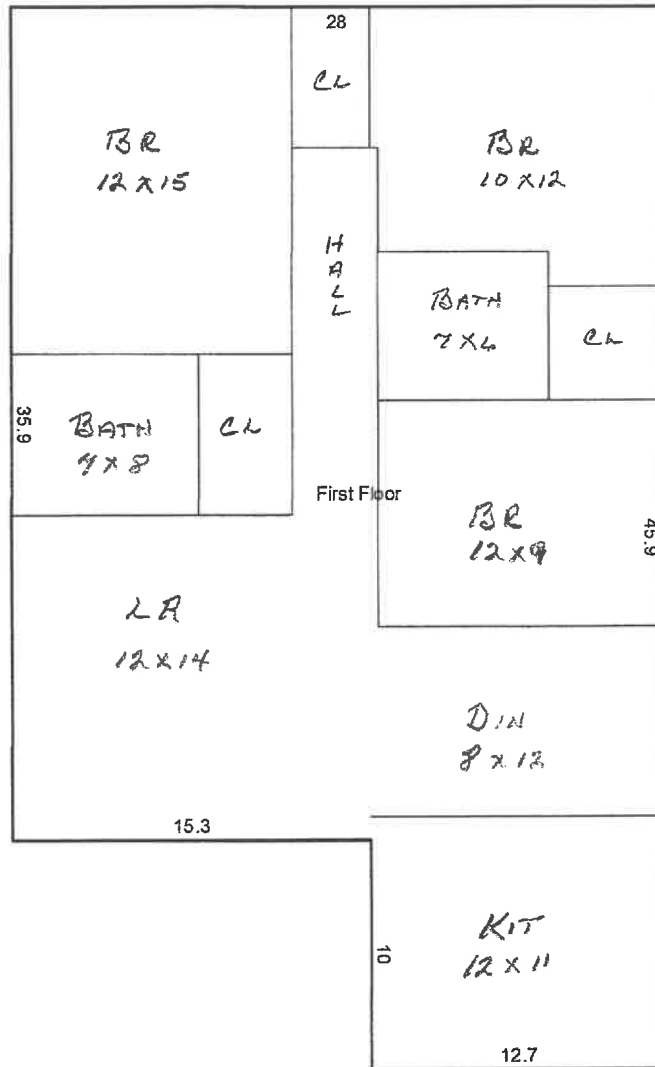 28
CL
BR
12 x 15
BR
10 x 12
H
A
L
L
BATH
7 x 6
CL
35.9
BATH
7 x 8
CL
First Floor
BR
12 x 9
45.9
LR
12 x 14
DIN
8 x 12
15.3
KIT
12 x 11
10
12.7